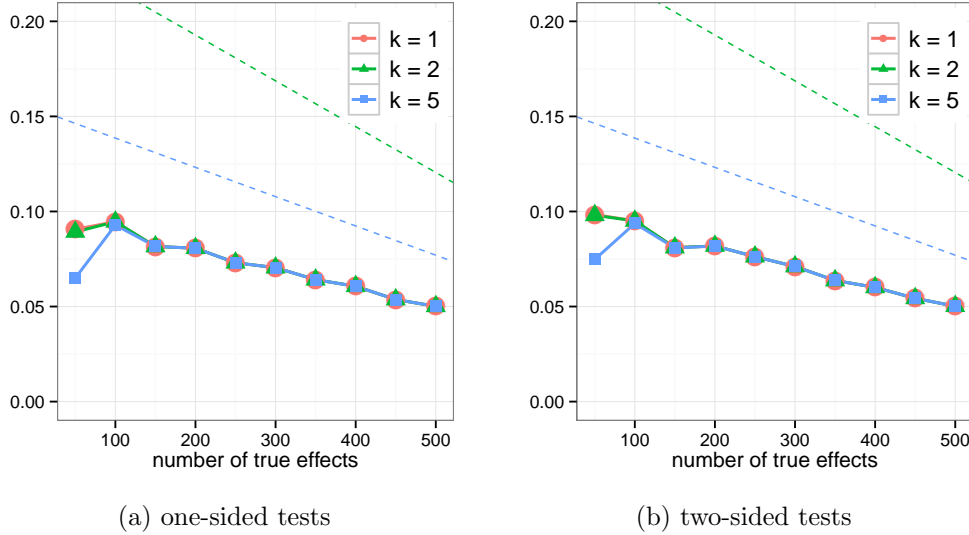 0.20
0.15
0.10
0.05
0.00
k = 1
k = 2
k = 5
100 200 300 400 500
number of true effects
(a) one-sided tests
0.20
0.15
0.10
0.05
0.00
k = 1
k = 2
k = 5
100 200 300 400 500
number of true effects
(b) two-sided tests